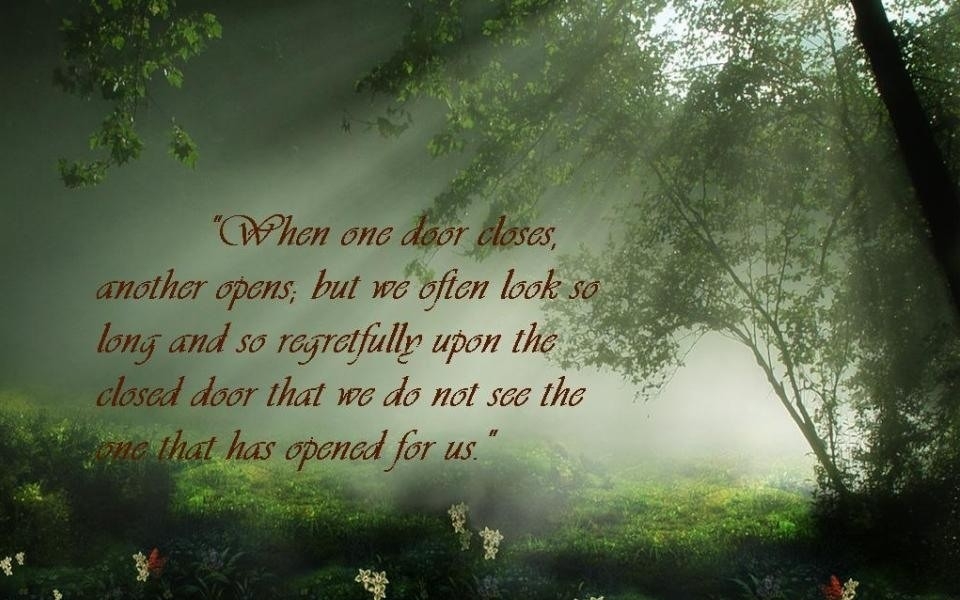 "When one door closes,
another opens; but we often look so
long and so regretfully upon the
closed door that we do not see the
one that has opened for us."